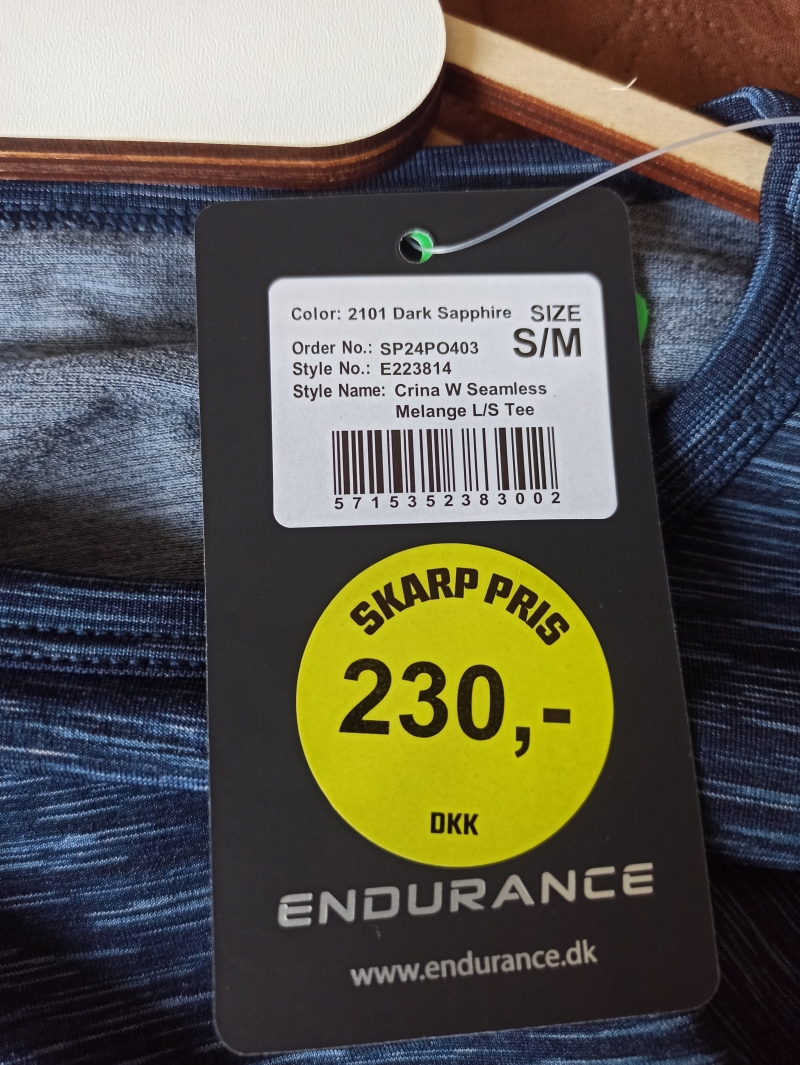 Color: 2101 Dark Sapphire
SIZE
S/M
Order No.: SP24PO403
Style No.: E223814
Style Name: Crina W Seamless
Melange L/S Tee
5715352383002
SKARP PRIS
230,-
DKK
ENDURANCE
www.endurance.dk